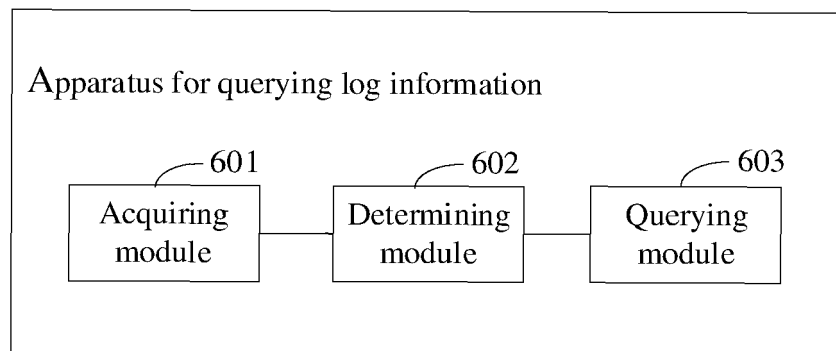 Apparatus for querying log information
601
602
603
Acquiring
module
Determining
module
Querying
module